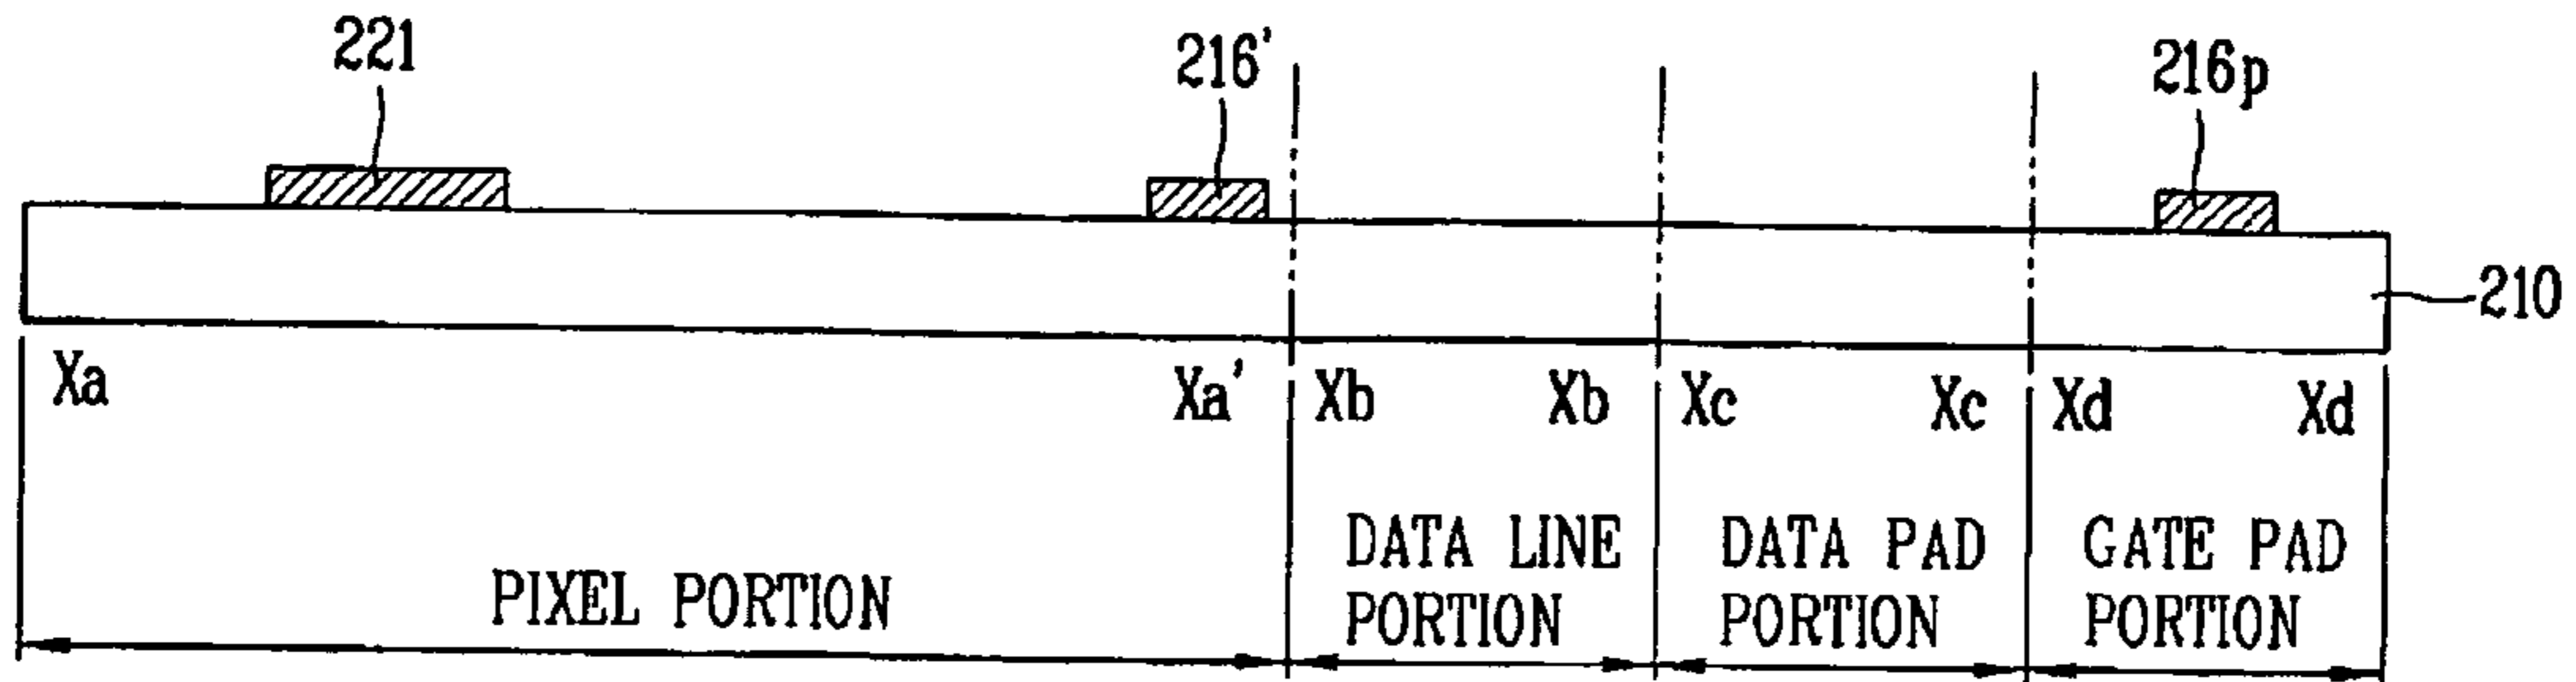 221
216'
216p
210
Xa
Xa'
Xb
Xb
Xc
Xc
Xd
Xd
PIXEL PORTION
DATA LINE
PORTION
DATA PAD
PORTION
GATE PAD
PORTION